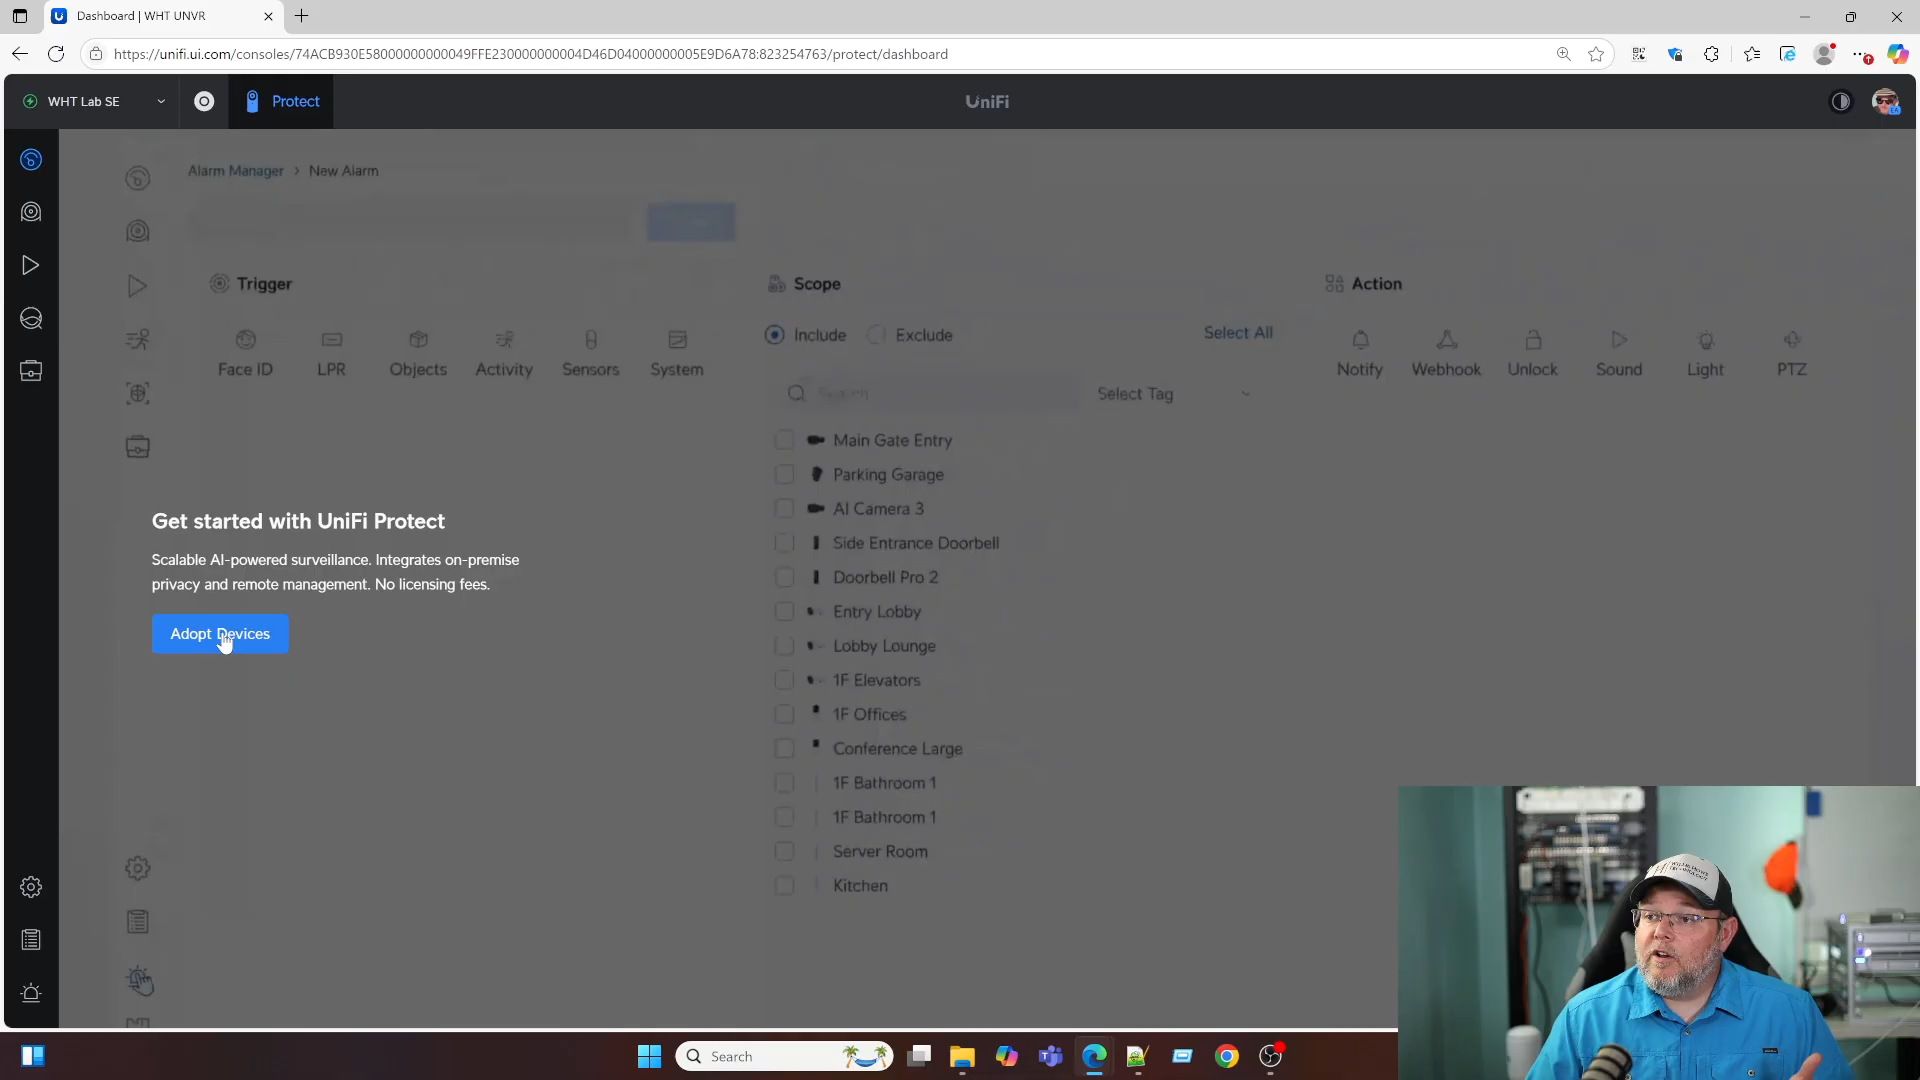 Dashboard | WHT UNVR
https://unifi.ui.com/consoles/74ACB930E58000000000049FFE230000000004D46D04000000005E9D6A78:823254763/protect/dashboard
WHT Lab SE
Protect
UniFi
EA
Alarm Manager > New Alarm
Trigger
Face ID
LPR
Objects
Activity
Sensors
System
Scope
Include
Exclude
Select All
Search
Select Tag
Main Gate Entry
Parking Garage
AI Camera 3
Side Entrance Doorbell
Doorbell Pro 2
Entry Lobby
Lobby Lounge
1F Elevators
1F Offices
Conference Large
1F Bathroom 1
1F Bathroom 1
Server Room
Kitchen
Action
Notify
Webhook
Unlock
Sound
Light
PTZ
Get started with UniFi Protect
Scalable AI-powered surveillance. Integrates on-premise
privacy and remote management. No licensing fees.
Adopt Devices
Search